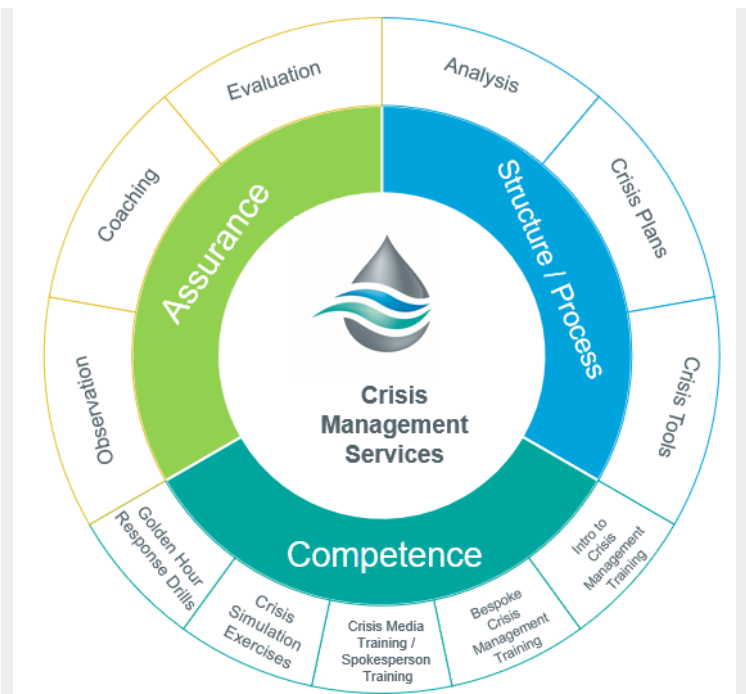 Crisis
Management
Services
Structure / Process
Analysis
Crisis Plans
Crisis Tools
Competence
Intro to
Crisis
Management
Training
Bespoke
Crisis
Management
Training
Crisis Media
Training /
Spokesperson
Training
Crisis
Simulation
Exercises
Golden Hour
Response Drills
Assurance
Observation
Coaching
Evaluation